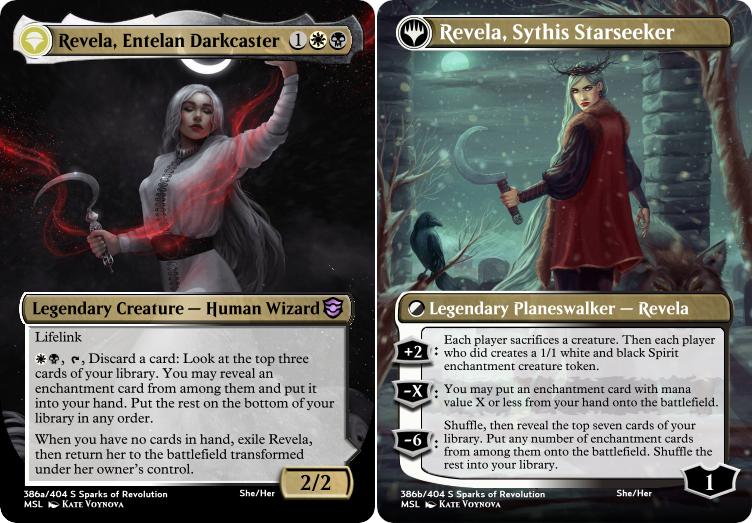 Revela, Entelan Darkcaster 1
Legendary Creature — Human Wizard
Lifelink
, , Discard a card: Look at the top three
cards of your library. You may reveal an
enchantment card from among them and put it
into your hand. Put the rest on the bottom of your
library in any order.
When you have no cards in hand, exile Revela,
then return her to the battlefield transformed
under her owner's control.
2/2
386a/404 S Sparks of Revolution She/Her
MSL Kate Voynova
Revela, Sythis Starseeker
Legendary Planeswalker — Revela
+2: Each player sacrifices a creature. Then each player
who did creates a 1/1 white and black Spirit
enchantment creature token.
-X: You may put an enchantment card with mana
value X or less from your hand onto the battlefield.
-6: Shuffle, then reveal the top seven cards of your
library. Put any number of enchantment cards
from among them onto the battlefield. Shuffle the
rest into your library.
1
386b/404 S Sparks of Revolution She/Her
MSL Kate Voynova